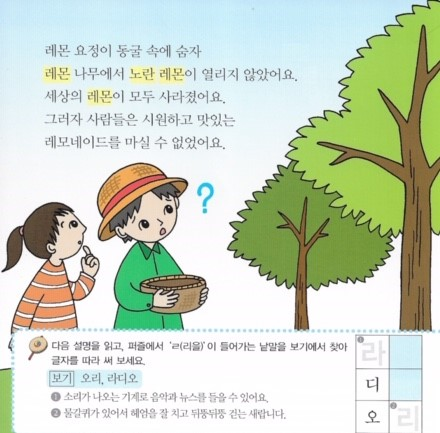 레몬 요정이 동굴 속에 숨자
레몬 나무에서 노란 레몬이 열리지 않았어요.
세상의 레몬이 모두 사라졌어요.
그러자 사람들은 시원하고 맛있는
레모네이드를 마실 수 없었어요.
?
다음 설명을 읽고, 퍼즐에서 ‘ㄹ(리을)’이 들어가는 낱말을 보기에서 찾아
글자를 따라 써 보세요.
보기 오리, 라디오
❶ 소리가 나오는 기계로 음악과 뉴스를 들을 수 있어요.
❷ 물갈퀴가 있어서 헤엄을 잘 치고 뒤뚱뒤뚱 걷는 새랍니다.
❶ 라
디
오 ❷ 리